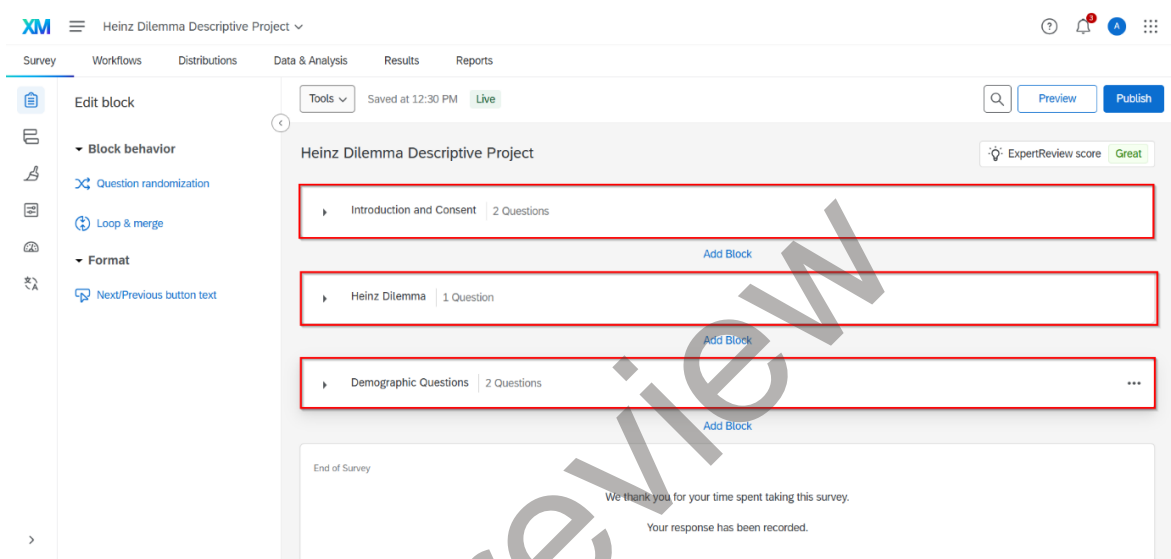 XM Heinz Dilemma Descriptive Project ? 3 A
Survey Workflows Distributions Data & Analysis Results Reports
Edit block
Tools Saved at 12:30 PM Live Preview Publish
Block behavior
Question randomization
Loop & merge
Format
Next/Previous button text
Heinz Dilemma Descriptive Project ExpertReview score Great
Introduction and Consent 2 Questions
Add Block
Heinz Dilemma 1 Question
Add Block
Demographic Questions 2 Questions
Add Block
End of Survey
We thank you for your time spent taking this survey.
Your response has been recorded.
review